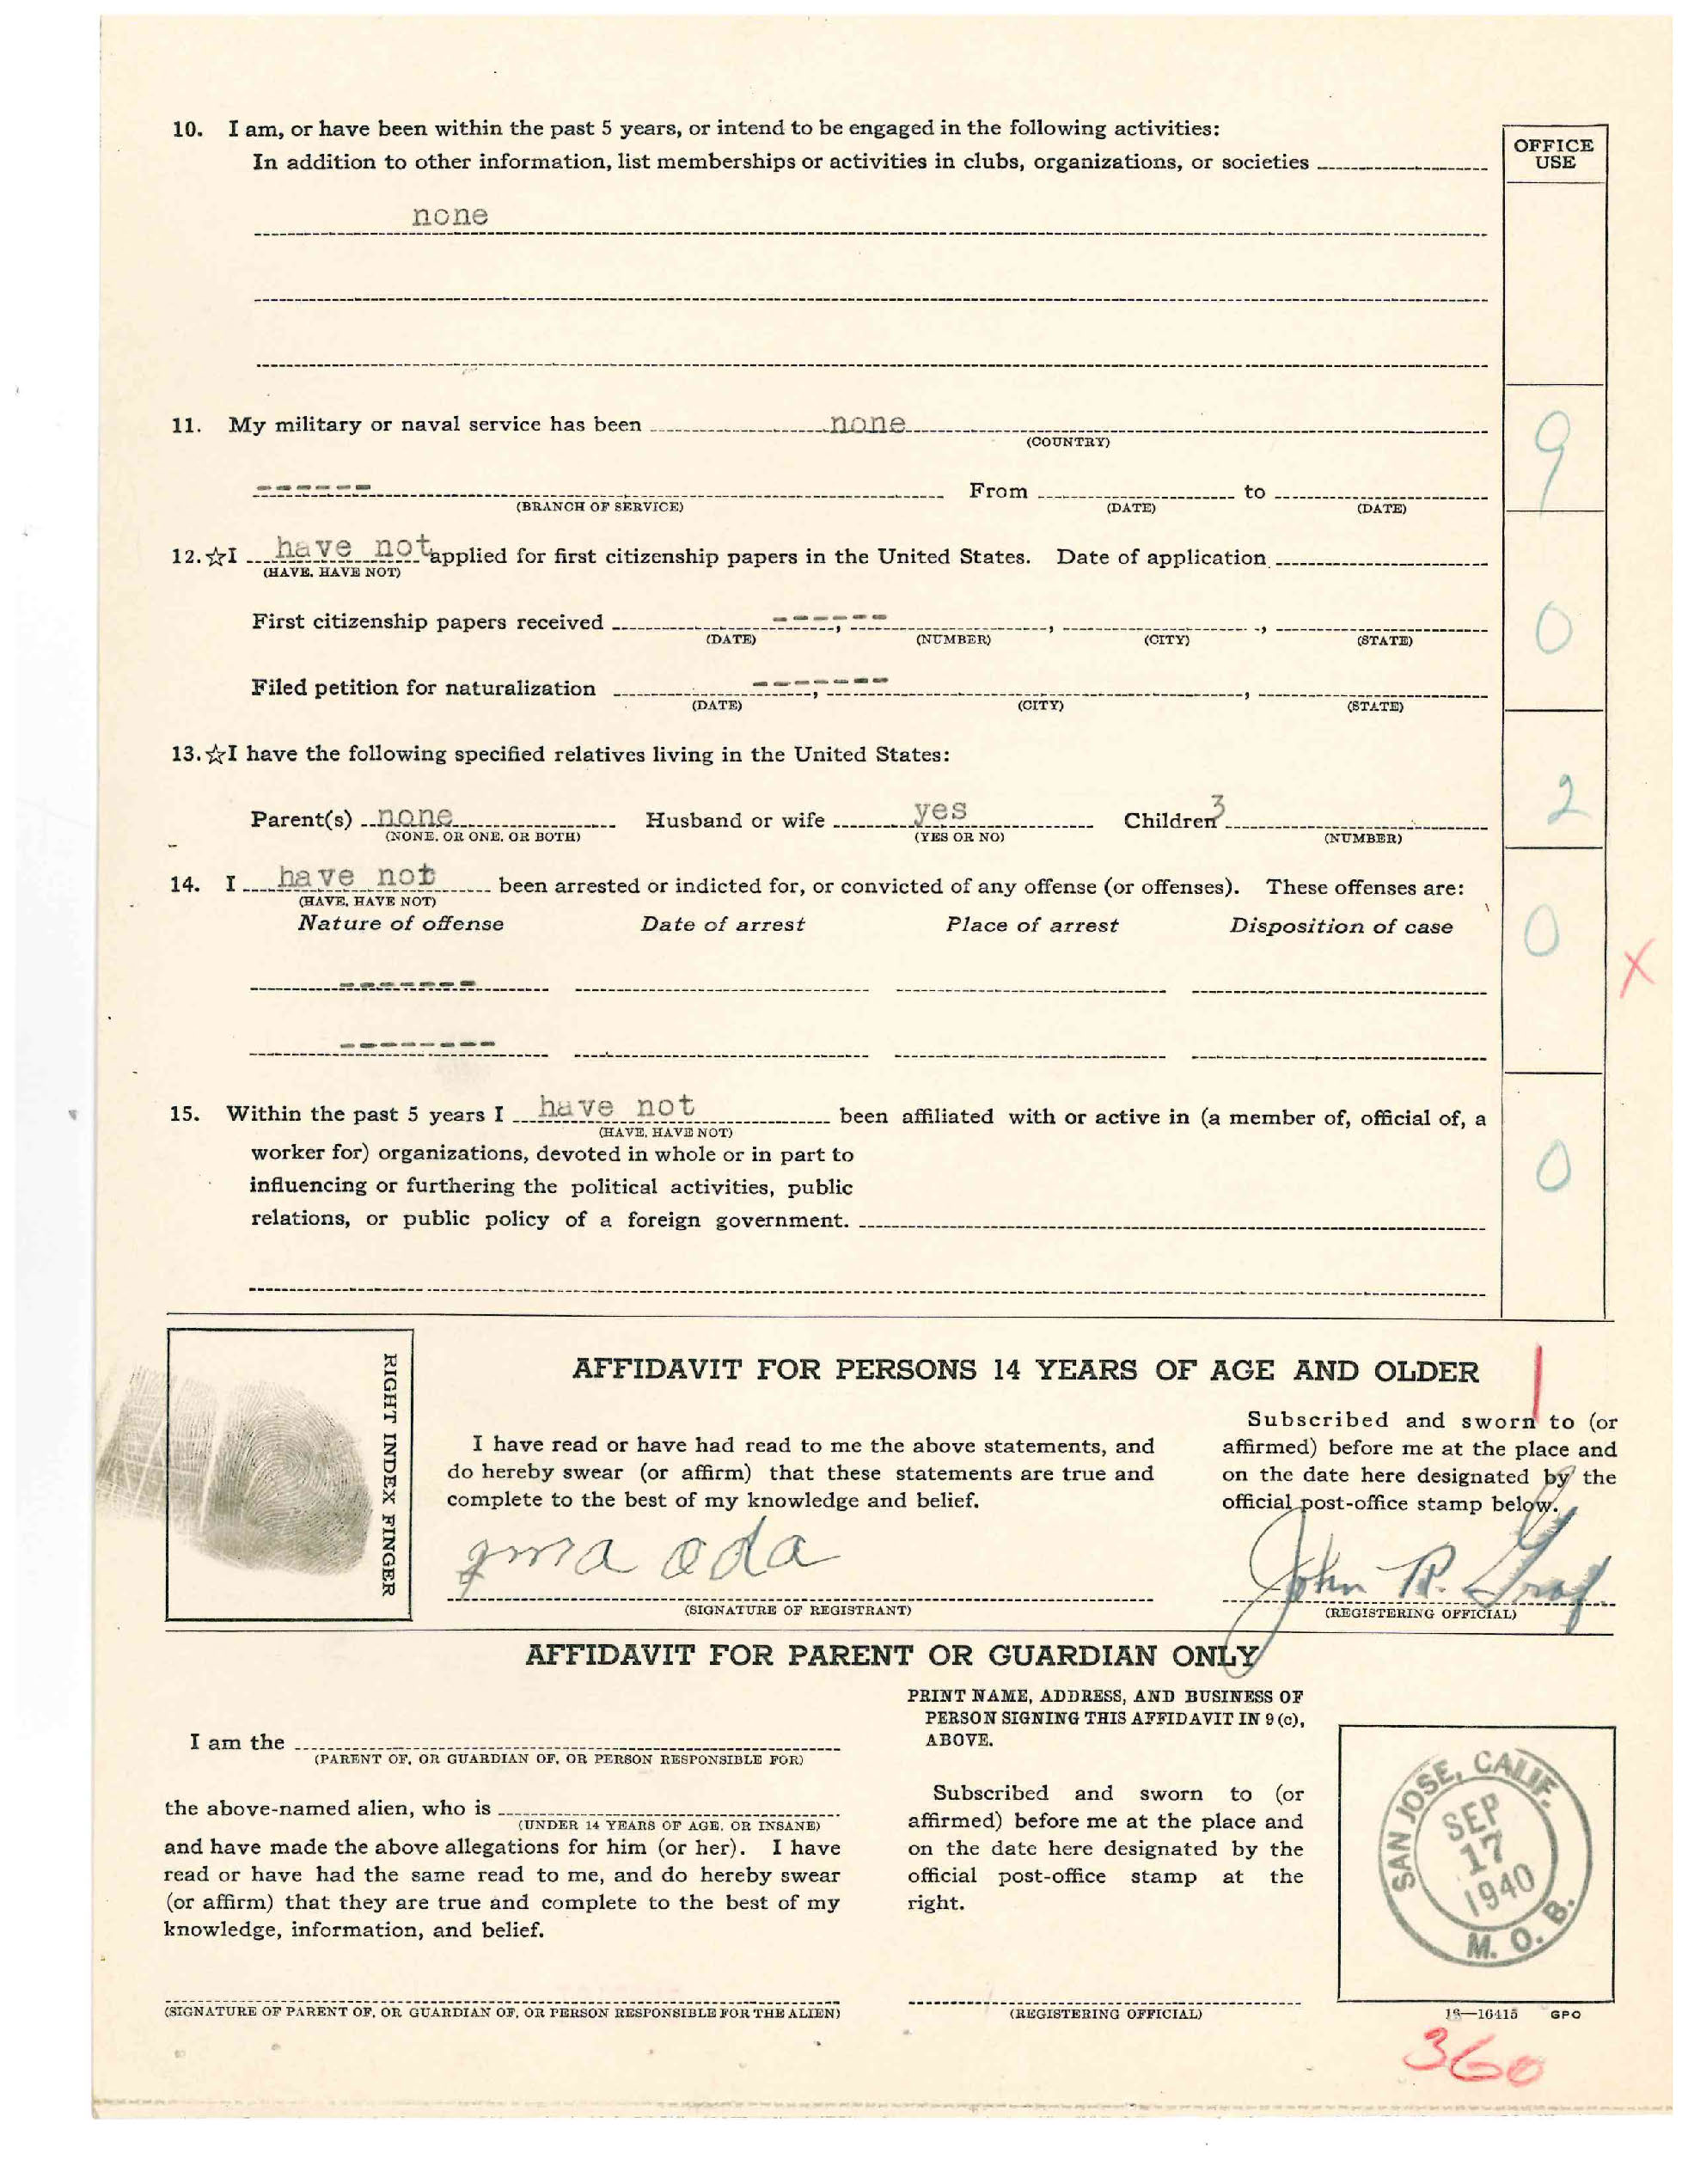 10. I am, or have been within the past 5 years, or intend to be engaged in the following activities:
In addition to other information, list memberships or activities in clubs, organizations, or societies
OFFICE
USE
none
11. My military or naval service has been none
(COUNTRY)
9
------ From to
(BRANCH OF SERVICE) (DATE) (DATE)
12. ☆I have not applied for first citizenship papers in the United States. Date of application
(HAVE, HAVE NOT)
First citizenship papers received ------, , ,
(DATE) (NUMBER) (CITY) (STATE)
0
Filed petition for naturalization -------, ,
(DATE) (CITY) (STATE)
13. ☆I have the following specified relatives living in the United States:
2
Parent(s) none Husband or wife yes Children 3
(NONE, OR ONE, OR BOTH) (YES OR NO) (NUMBER)
14. I have not been arrested or indicted for, or convicted of any offense (or offenses). These offenses are:
(HAVE, HAVE NOT)
Nature of offense Date of arrest Place of arrest Disposition of case
0
X
-------
--------
15. Within the past 5 years I have not been affiliated with or active in (a member of, official of, a
(HAVE, HAVE NOT)
worker for) organizations, devoted in whole or in part to
influencing or furthering the political activities, public
relations, or public policy of a foreign government.
0
RIGHT INDEX FINGER
AFFIDAVIT FOR PERSONS 14 YEARS OF AGE AND OLDER
I have read or have had read to me the above statements, and
do hereby swear (or affirm) that these statements are true and
complete to the best of my knowledge and belief.
Subscribed and sworn to (or
affirmed) before me at the place and
on the date here designated by the
official post-office stamp below.
oda
(SIGNATURE OF REGISTRANT)
John R. Graf
(REGISTERING OFFICIAL)
AFFIDAVIT FOR PARENT OR GUARDIAN ONLY
I am the
(PARENT OF, OR GUARDIAN OF, OR PERSON RESPONSIBLE FOR)
the above-named alien, who is
(UNDER 14 YEARS OF AGE, OR INSANE)
and have made the above allegations for him (or her). I have
read or have had the same read to me, and do hereby swear
(or affirm) that they are true and complete to the best of my
knowledge, information, and belief.
(SIGNATURE OF PARENT OF, OR GUARDIAN OF, OR PERSON RESPONSIBLE FOR THE ALIEN)
PRINT NAME, ADDRESS, AND BUSINESS OF
PERSON SIGNING THIS AFFIDAVIT IN 9 (c),
ABOVE.
Subscribed and sworn to (or
affirmed) before me at the place and
on the date here designated by the
official post-office stamp at the
right.
(REGISTERING OFFICIAL)
SAN JOSE, CALIF.
SEP
17
1940
M. O. B.
16—16415 GPO
360